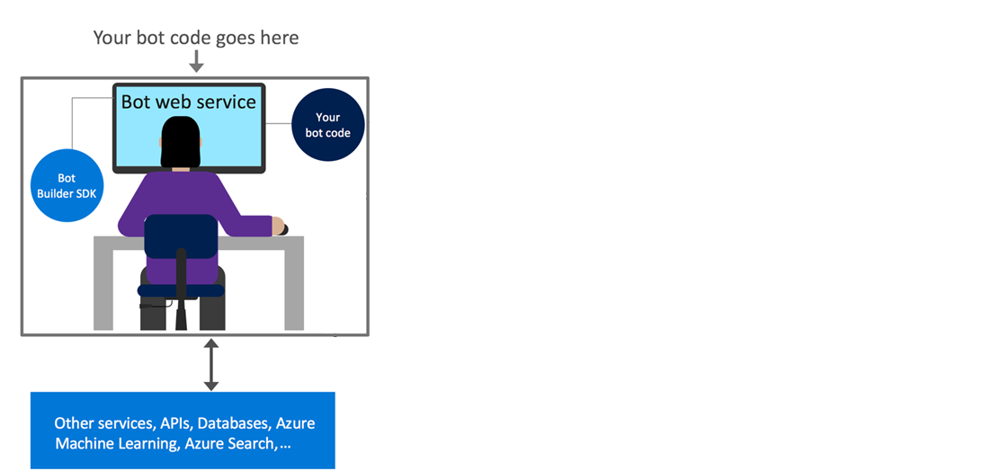 Your bot code goes here
Bot web service
Your
bot code
Bot
Builder SDK
Other services, APIs, Databases, Azure
Machine Learning, Azure Search,...